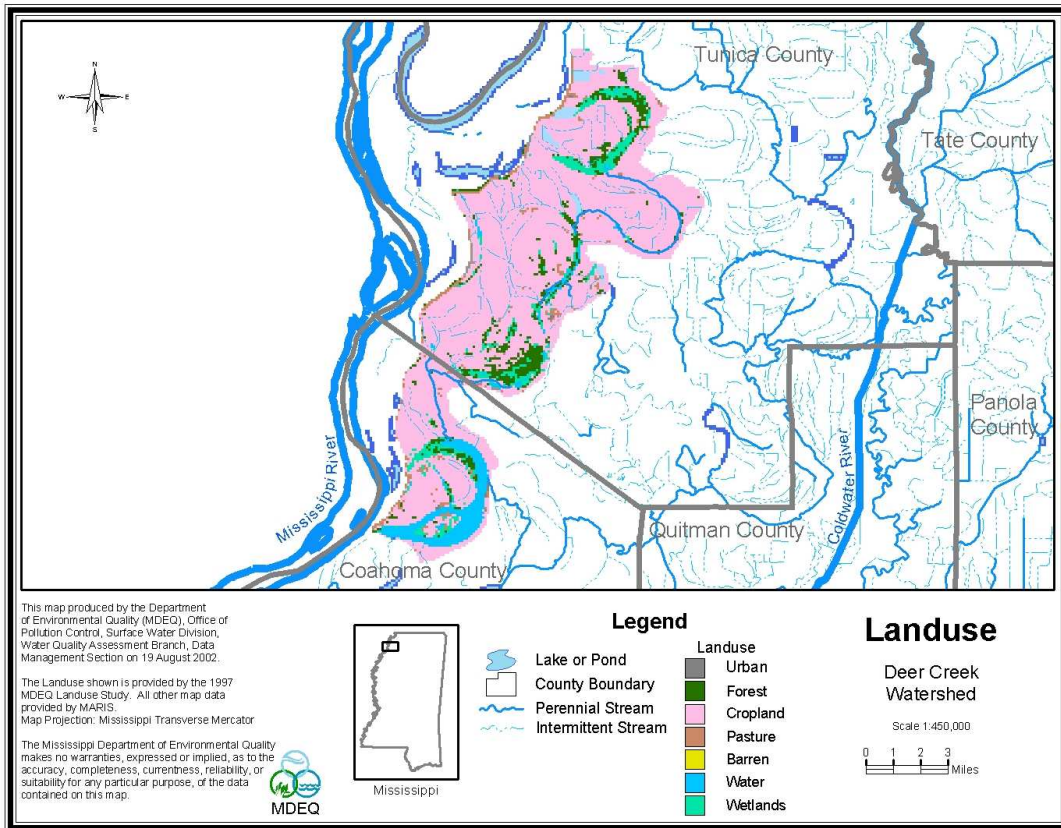 Tunica County
Tate County
N
W E
S
Panola
County
Mississippi River
Coldwater River
Quitman County
Coahoma County
This map produced by the Department
of Environmental Quality (MDEQ), Office of
Pollution Control, Surface Water Division,
Water Quality Assessment Branch, Data
Management Section on 19 August 2002.
The Landuse shown is provided by the 1997
MDEQ Landuse Study. All other map data
provided by MARIS.
Map Projection: Mississippi Transverse Mercator
The Mississippi Department of Environmental Quality
makes no warranties, expressed or implied, as to the
accuracy, completeness, currentness, reliability, or
suitability for any particular purpose, of the data
contained on this map.
MDEQ
Mississippi
Legend
Lake or Pond
County Boundary
Perennial Stream
Intermittent Stream
Landuse
Urban
Forest
Cropland
Pasture
Barren
Water
Wetlands
Landuse
Deer Creek
Watershed
Scale 1:450,000
0 1 2 3
Miles